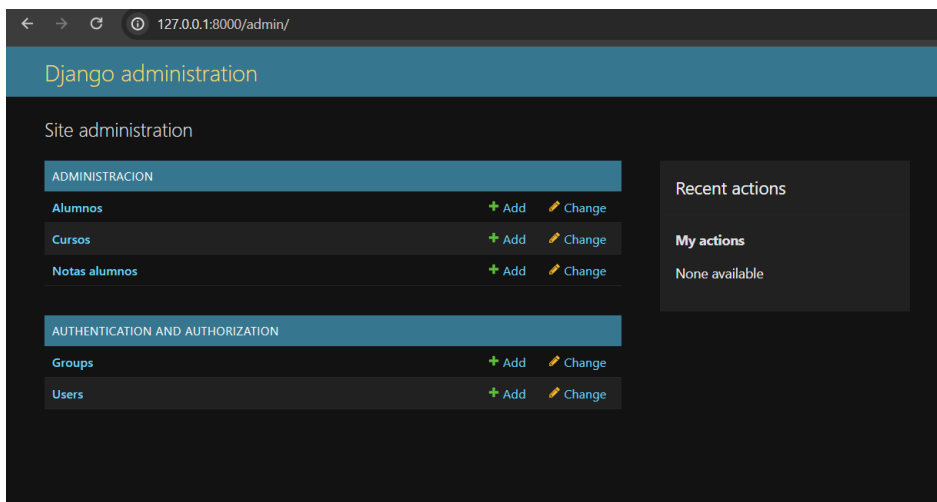 127.0.0.1:8000/admin/
Django administration
Site administration
ADMINISTRACION
Alumnos Add Change
Cursos Add Change
Notas alumnos Add Change
AUTHENTICATION AND AUTHORIZATION
Groups Add Change
Users Add Change
Recent actions
My actions
None available